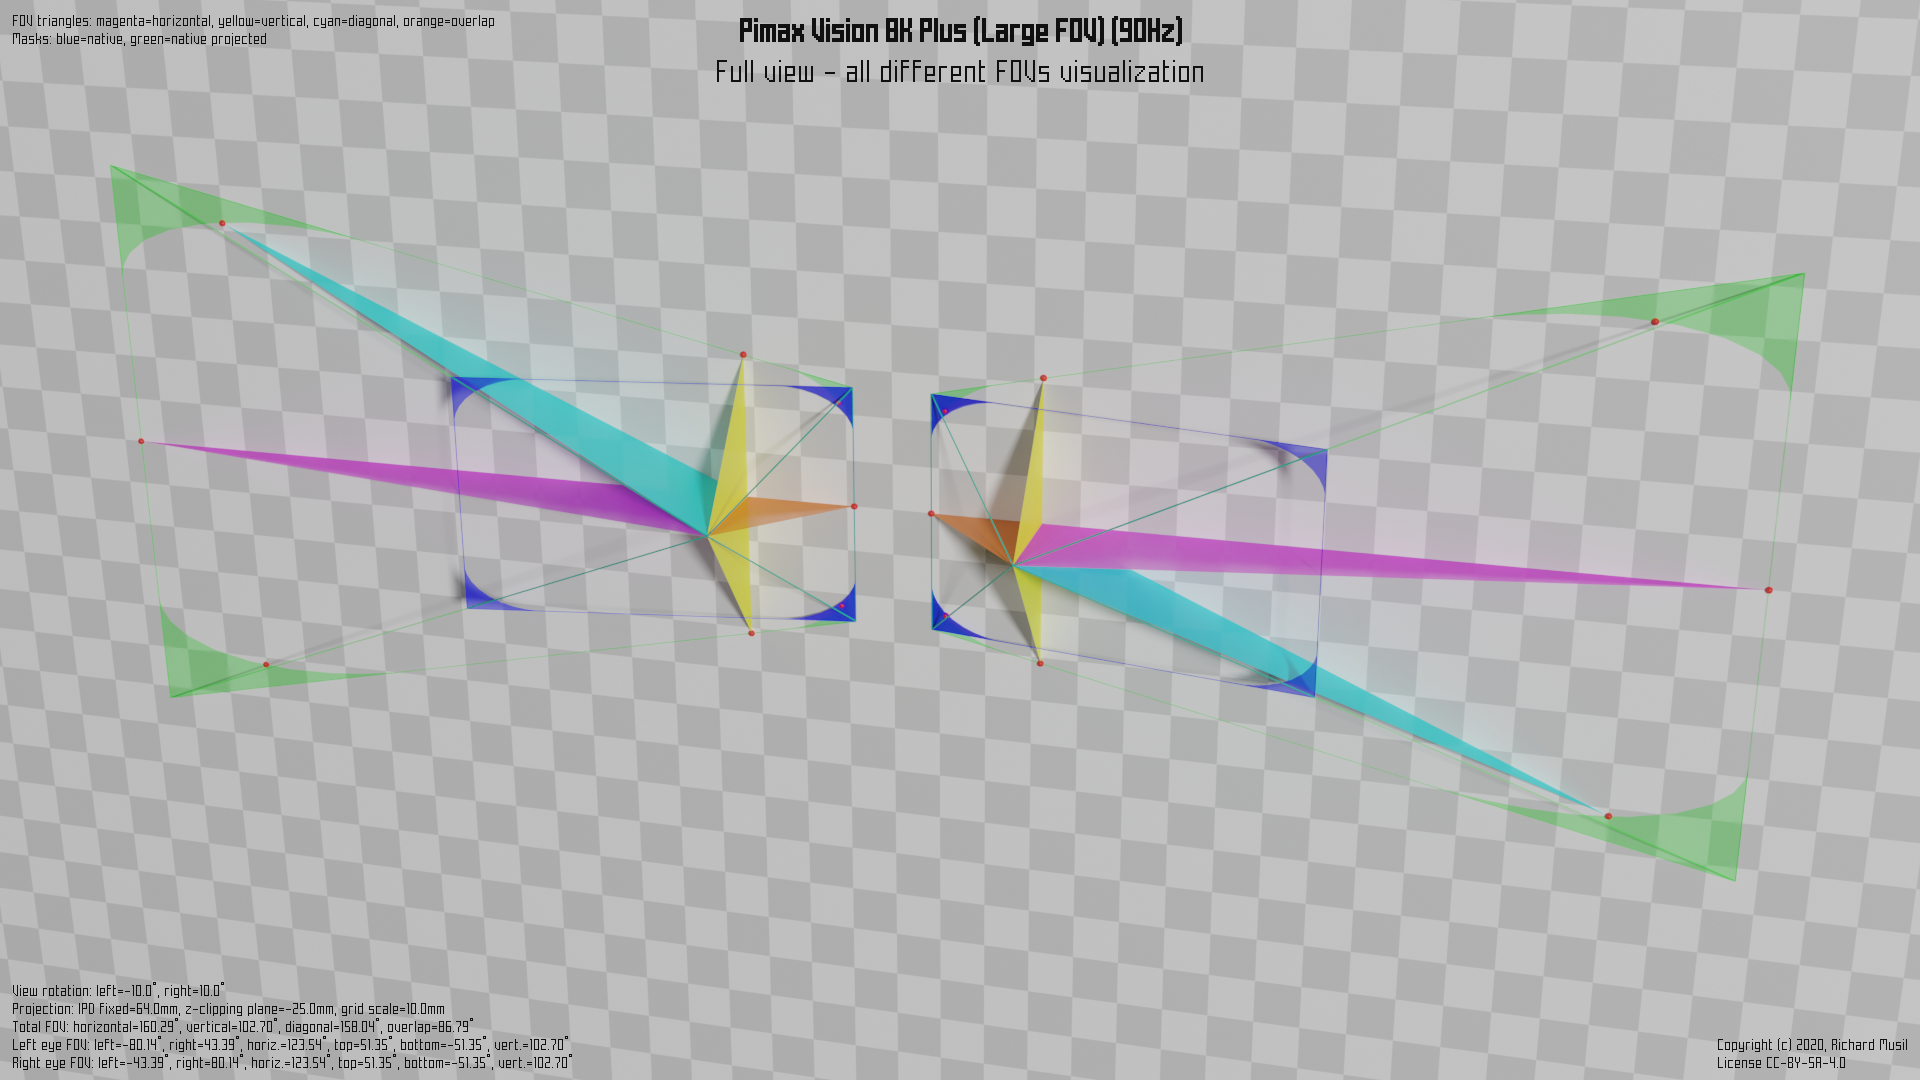 FOV triangles: magenta=horizontal, yellow=vertical, cyan=diagonal, orange=overlap
Masks: blue=native, green=native projected
Pimax Vision 8K Plus (Large FOV) (90Hz)
Full view - all different FOVs visualization
View rotation: left=-10.0°, right=10.0°
Projection: IPD fixed=64.0mm, z-clipping plane=-25.0mm, grid scale=10.0mm
Total FOV: horizontal=160.29°, vertical=102.70°, diagonal=158.04°, overlap=86.79°
Left eye FOV: left=-80.14°, right=43.39°, horiz.=123.54°, top=51.35°, bottom=-51.35°, vert.=102.70°
Right eye FOV: left=-43.39°, right=80.14°, horiz.=123.54°, top=51.35°, bottom=-51.35°, vert.=102.70°
Copyright (c) 2020, Richard Musil
License CC-BY-SA-4.0